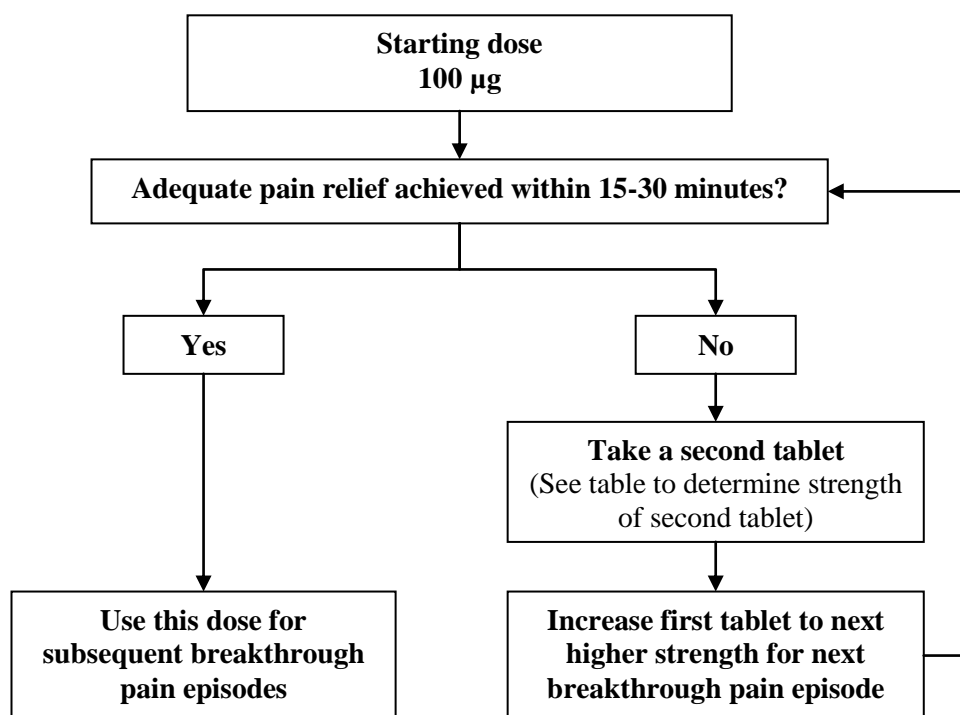 Starting dose
100 µg
Adequate pain relief achieved within 15-30 minutes?
Yes
No
Take a second tablet
(See table to determine strength
of second tablet)
Use this dose for
subsequent breakthrough
pain episodes
Increase first tablet to next
higher strength for next
breakthrough pain episode